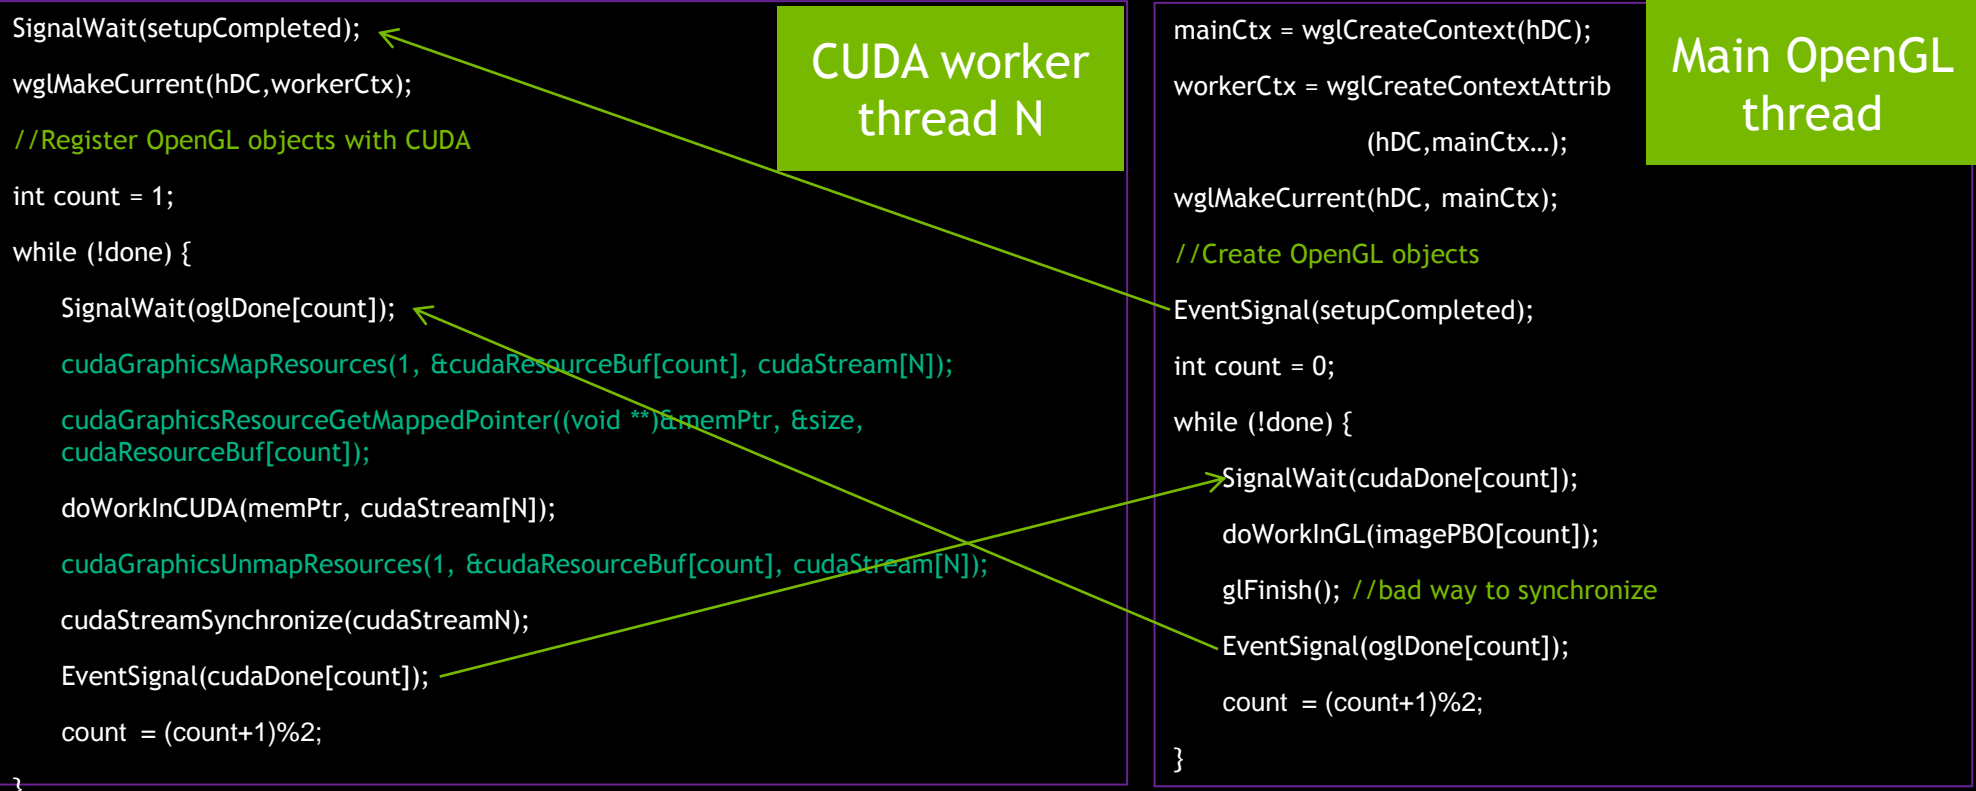 SignalWait(setupCompleted);
wglMakeCurrent(hDC,workerCtx);
//Register OpenGL objects with CUDA
int count = 1;
while (!done) {
SignalWait(oglDone[count]);
cudaGraphicsMapResources(1, &cudaResourceBuf[count], cudaStream[N]);
cudaGraphicsResourceGetMappedPointer((void **)&memPtr, &size,
cudaResourceBuf[count]);
doWorkInCUDA(memPtr, cudaStream[N]);
cudaGraphicsUnmapResources(1, &cudaResourceBuf[count], cudaStream[N]);
cudaStreamSynchronize(cudaStreamN);
EventSignal(cudaDone[count]);
count = (count+1)%2;
}
CUDA worker
thread N
mainCtx = wglCreateContext(hDC);
workerCtx = wglCreateContextAttrib
(hDC,mainCtx…);
wglMakeCurrent(hDC, mainCtx);
//Create OpenGL objects
EventSignal(setupCompleted);
int count = 0;
while (!done) {
SignalWait(cudaDone[count]);
doWorkInGL(imagePBO[count]);
glFinish(); //bad way to synchronize
EventSignal(oglDone[count]);
count = (count+1)%2;
}
Main OpenGL
thread